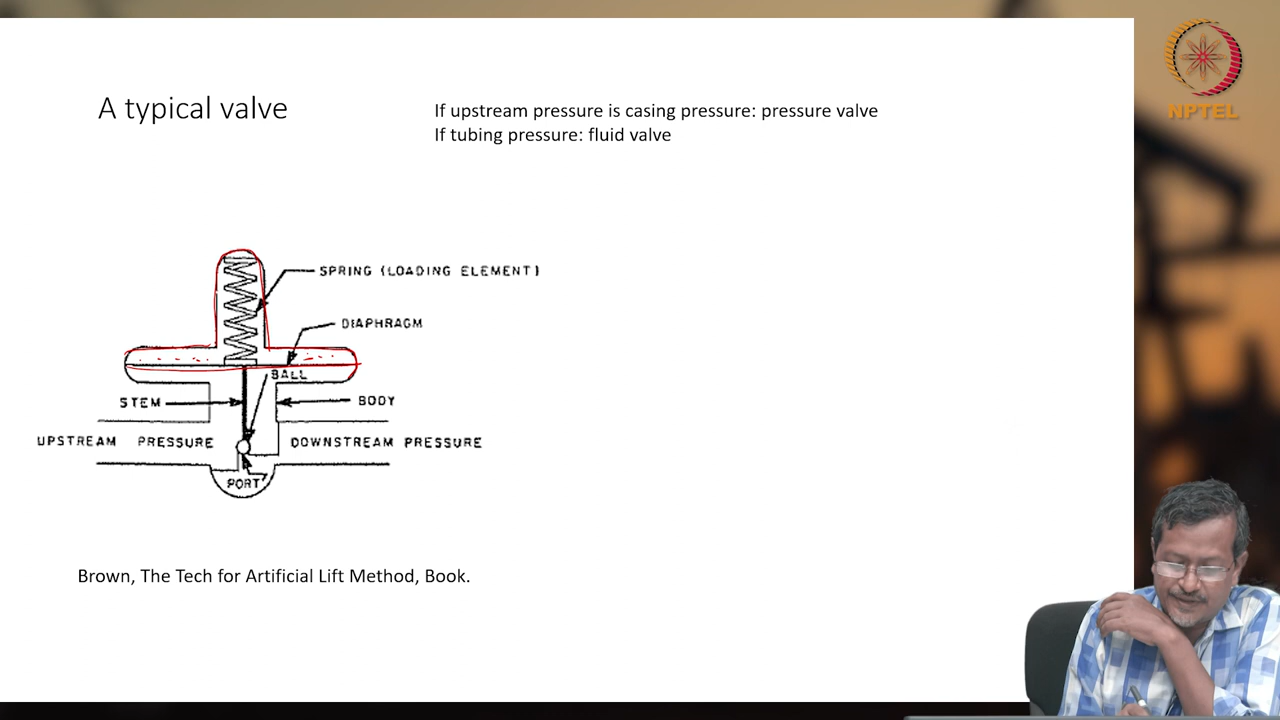 A typical valve
If upstream pressure is casing pressure: pressure valve
If tubing pressure: fluid valve
SPRING (LOADING ELEMENT)
DIAPHRAGM
BALL
STEM
BODY
UPSTREAM PRESSURE
DOWNSTREAM PRESSURE
PORT
Brown, The Tech for Artificial Lift Method, Book.
NPTEL